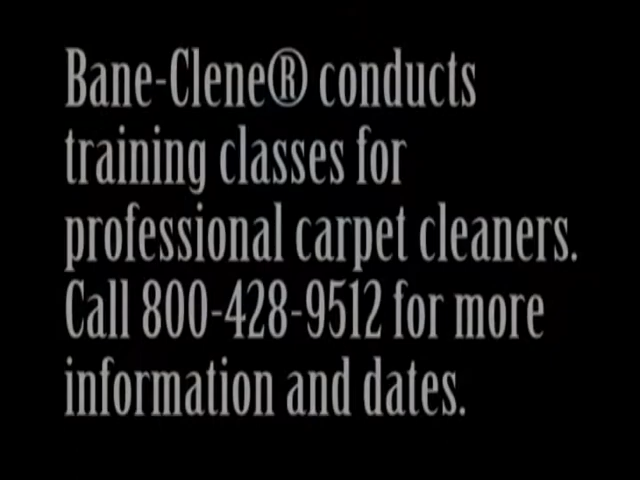 Bane-Clene® conducts
training classes for
professional carpet cleaners.
Call 800-428-9512 for more
information and dates.